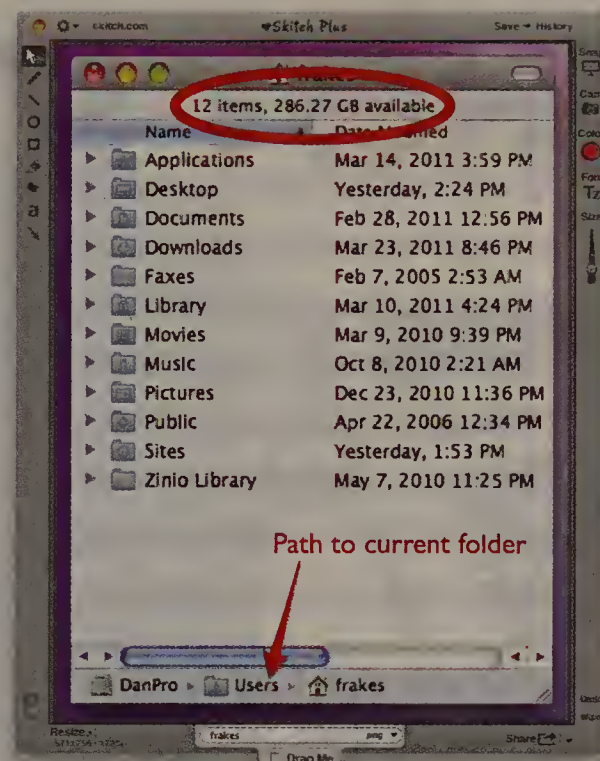 skitch.com Skitch Plus Save → History
frakes
12 items, 286.27 GB available
Name Date Modified
Applications Mar 14, 2011 3:59 PM
Desktop Yesterday, 2:24 PM
Documents Feb 28, 2011 12:56 PM
Downloads Mar 23, 2011 8:46 PM
Faxes Feb 7, 2005 2:53 AM
Library Mar 10, 2011 4:24 PM
Movies Mar 9, 2010 9:39 PM
Music Oct 8, 2010 2:21 AM
Pictures Dec 23, 2010 11:36 PM
Public Apr 22, 2006 12:34 PM
Sites Yesterday, 1:53 PM
Zinio Library May 7, 2010 11:25 PM
Path to current folder
DanPro Users frakes
Resize
frakes png
Share
Drag Me